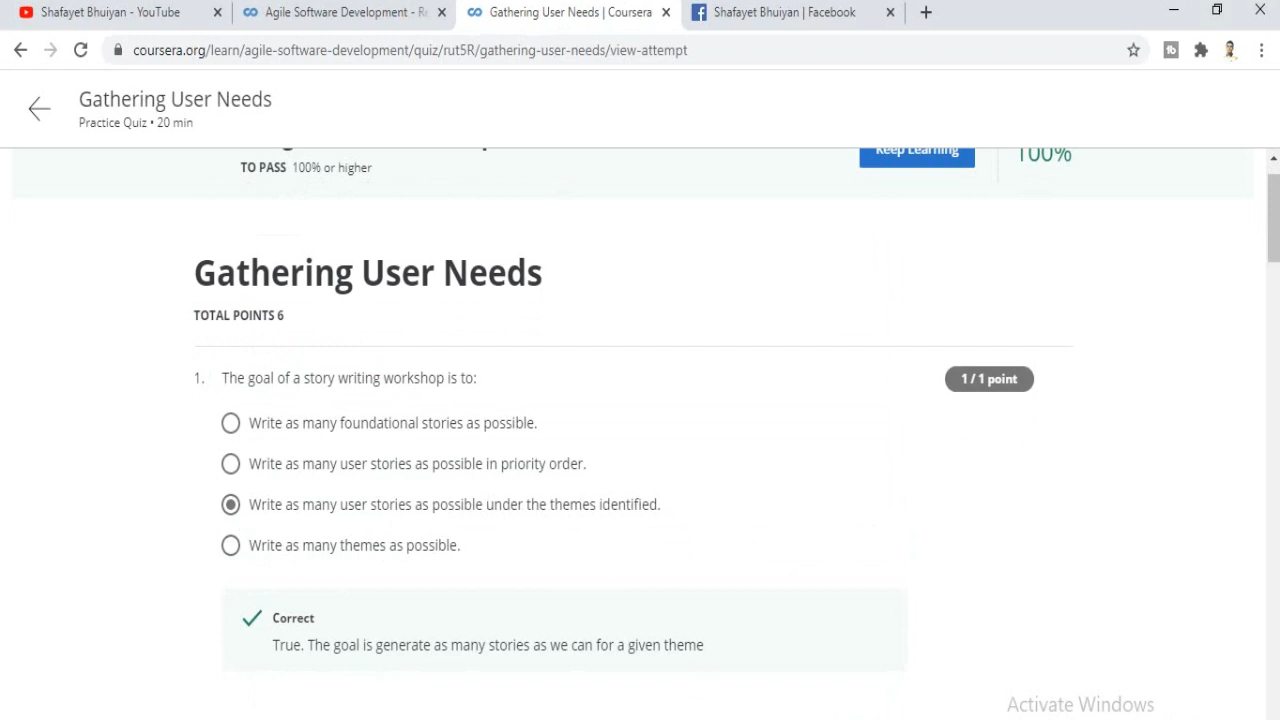 Shafayet Bhuiyan - YouTube
Agile Software Development - Re
Gathering User Needs | Coursera
Shafayet Bhuiyan | Facebook
coursera.org/learn/agile-software-development/quiz/rut5R/gathering-user-needs/view-attempt
Gathering User Needs
Practice Quiz • 20 min
TO PASS 100% or higher
Keep Learning
100%
Gathering User Needs
TOTAL POINTS 6
1. The goal of a story writing workshop is to:
1 / 1 point
Write as many foundational stories as possible.
Write as many user stories as possible in priority order.
Write as many user stories as possible under the themes identified.
Write as many themes as possible.
Correct
True. The goal is generate as many stories as we can for a given theme
Activate Windows